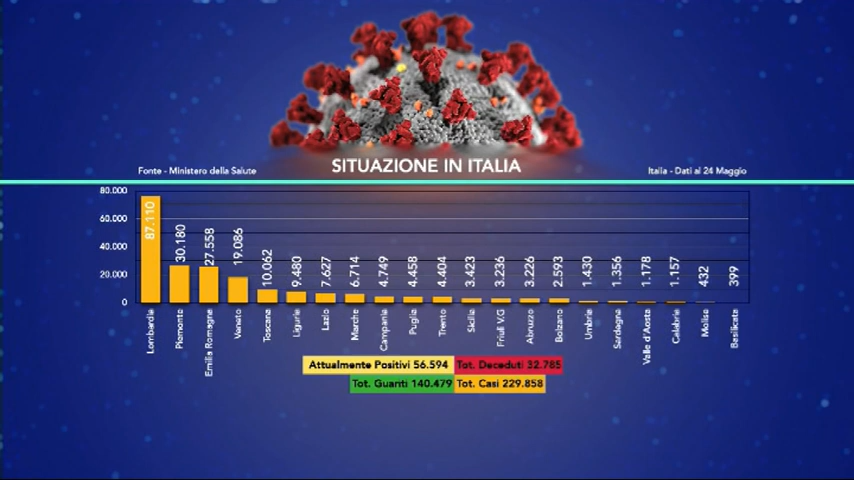 SITUAZIONE IN ITALIA
Fonte - Ministero della Salute
Italia - Dati al 24 Maggio
80.000
60.000
40.000
20.000
0
87.110
30.180
27.558
19.086
10.062
9.480
7.627
6.714
4.749
4.458
4.404
3.423
3.236
3.226
2.593
1.430
1.356
1.178
1.157
432
399
Lombardia
Piemonte
Emilia Romagna
Veneto
Toscana
Liguria
Lazio
Marche
Campania
Puglia
Trento
Sicilia
Friuli V.G
Abruzzo
Bolzano
Umbria
Sardegna
Valle d'Aosta
Calabria
Molise
Basilicata
Attualmente Positivi 56.594
Tot. Deceduti 32.785
Tot. Guariti 140.479
Tot. Casi 229.858